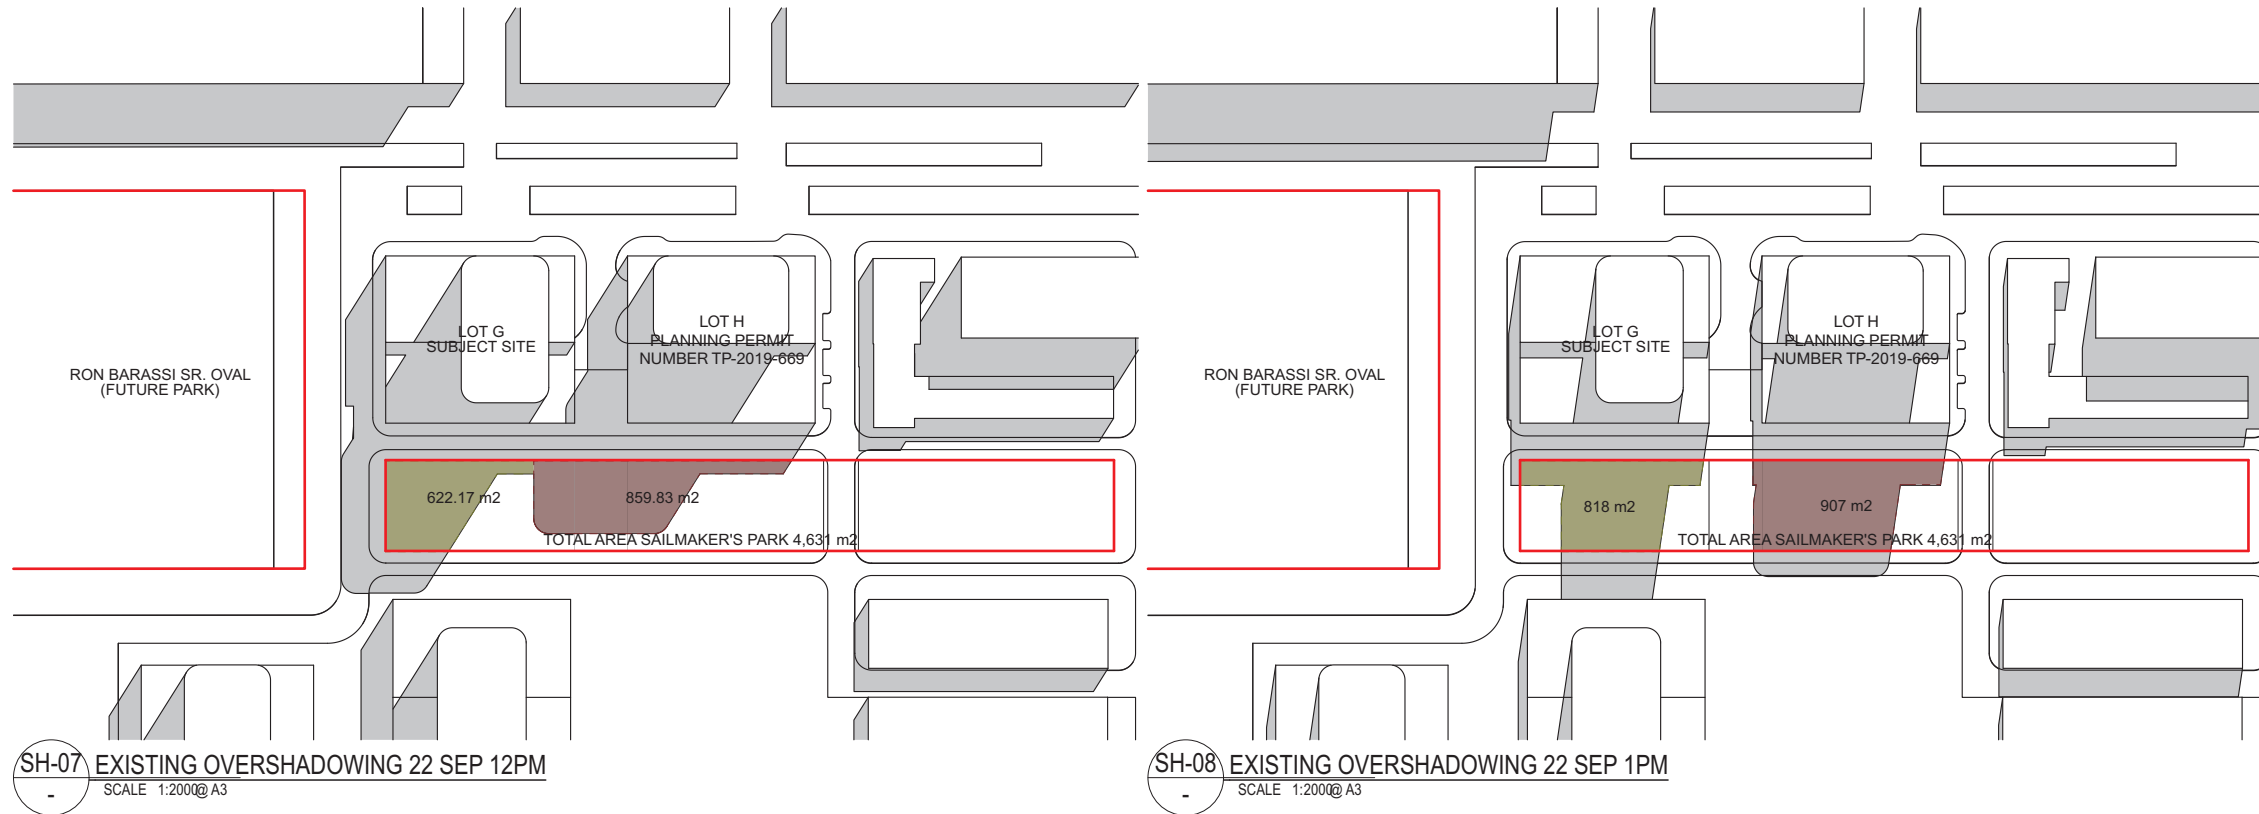 RON BARASSI SR. OVAL
(FUTURE PARK)
LOT G
SUBJECT SITE
LOT H
PLANNING PERMIT
NUMBER TP-2019-669
622.17 m2
859.83 m2
TOTAL AREA SAILMAKER'S PARK 4,631 m2
SH-07
-
EXISTING OVERSHADOWING 22 SEP 12PM
SCALE 1:2000@ A3
RON BARASSI SR. OVAL
(FUTURE PARK)
LOT G
SUBJECT SITE
LOT H
PLANNING PERMIT
NUMBER TP-2019-669
818 m2
907 m2
TOTAL AREA SAILMAKER'S PARK 4,631 m2
SH-08
-
EXISTING OVERSHADOWING 22 SEP 1PM
SCALE 1:2000@ A3